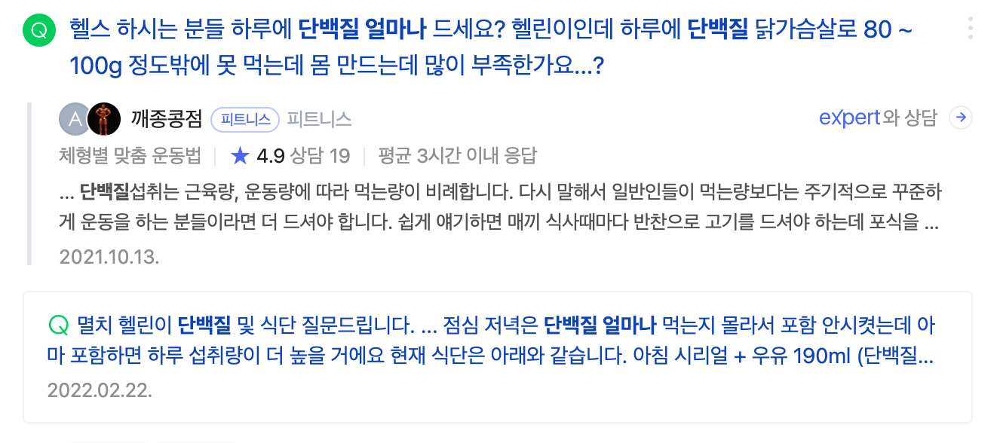 헬스 하시는 분들 하루에 단백질 얼마나 드세요? 헬린이인데 하루에 단백질 닭가슴살로 80 ~
100g 정도밖에 못 먹는데 몸 만드는데 많이 부족한가요...?
A 깨종콩점 피트니스 피트니스 eXpert와 상담
체형별 맞춤 운동법 4.9 상담 19 평균 3시간 이내 응답
... 단백질섭취는 근육량, 운동량에 따라 먹는량이 비례합니다. 다시 말해서 일반인들이 먹는량보다는 주기적으로 꾸준하
게 운동을 하는 분들이라면 더 드셔야 합니다. 쉽게 얘기하면 매끼 식사때마다 반찬으로 고기를 드셔야 하는데 포식을 ...
2021.10.13.
멸치 헬린이 단백질 및 식단 질문드립니다. ... 점심 저녁은 단백질 얼마나 먹는지 몰라서 포함 안시켯는데 아
마 포함하면 하루 섭취량이 더 높을 거에요 현재 식단은 아래와 같습니다. 아침 시리얼 + 우유 190ml (단백질...
2022.02.22.